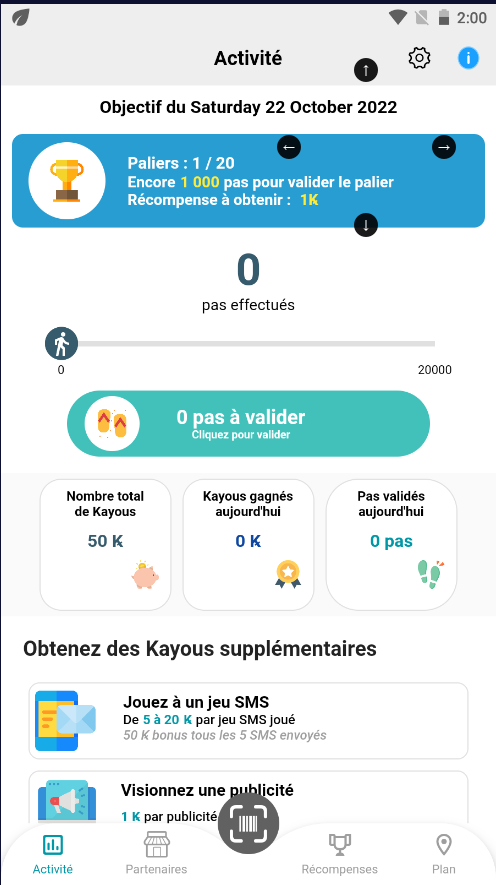 2:00
Activité
Objectif du Saturday 22 October 2022
Paliers : 1 / 20
Encore 1 000 pas pour valider le palier
Récompense à obtenir : 1₭
0
pas effectués
0
20000
0 pas à valider
Cliquez pour valider
Nombre total
de Kayous
50 ₭
Kayous gagnés
aujourd'hui
0 ₭
Pas validés
aujourd'hui
0 pas
Obtenez des Kayous supplémentaires
Jouez à un jeu SMS
De 5 à 20 ₭ par jeu SMS joué
50 ₭ bonus tous les 5 SMS envoyés
Visionnez une publicité
1 ₭ par publicité
Activité
Partenaires
Récompenses
Plan